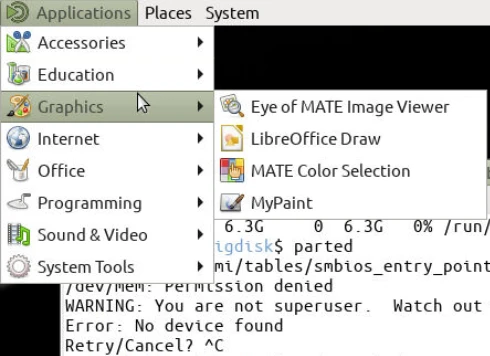 Applications Places System
Accessories
Education
Graphics
Eye of MATE Image Viewer
Internet
LibreOffice Draw
Office
MATE Color Selection
Programming
MyPaint
Sound & Video
System Tools
6.3G 0 6.3G 0% /run/
igdisk$ parted
mi/tables/smbios_entry_point
/dev/mem: Permission denied
WARNING: You are not superuser. Watch out
Error: No device found
Retry/Cancel? ^C